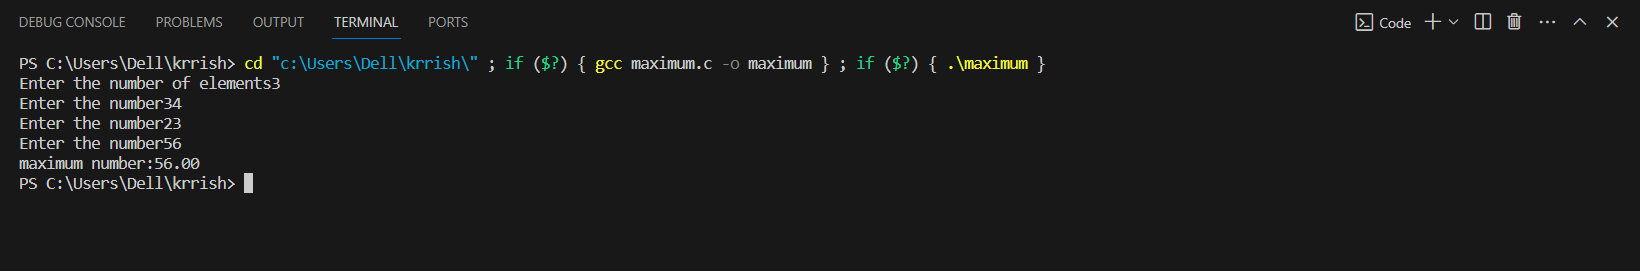 DEBUG CONSOLE PROBLEMS OUTPUT TERMINAL PORTS Code
PS C:\Users\Dell\krrish> cd "c:\Users\Dell\krrish\" ; if ($?) { gcc maximum.c -o maximum } ; if ($?) { .\maximum }
Enter the number of elements3
Enter the number34
Enter the number23
Enter the number56
maximum number:56.00
PS C:\Users\Dell\krrish>